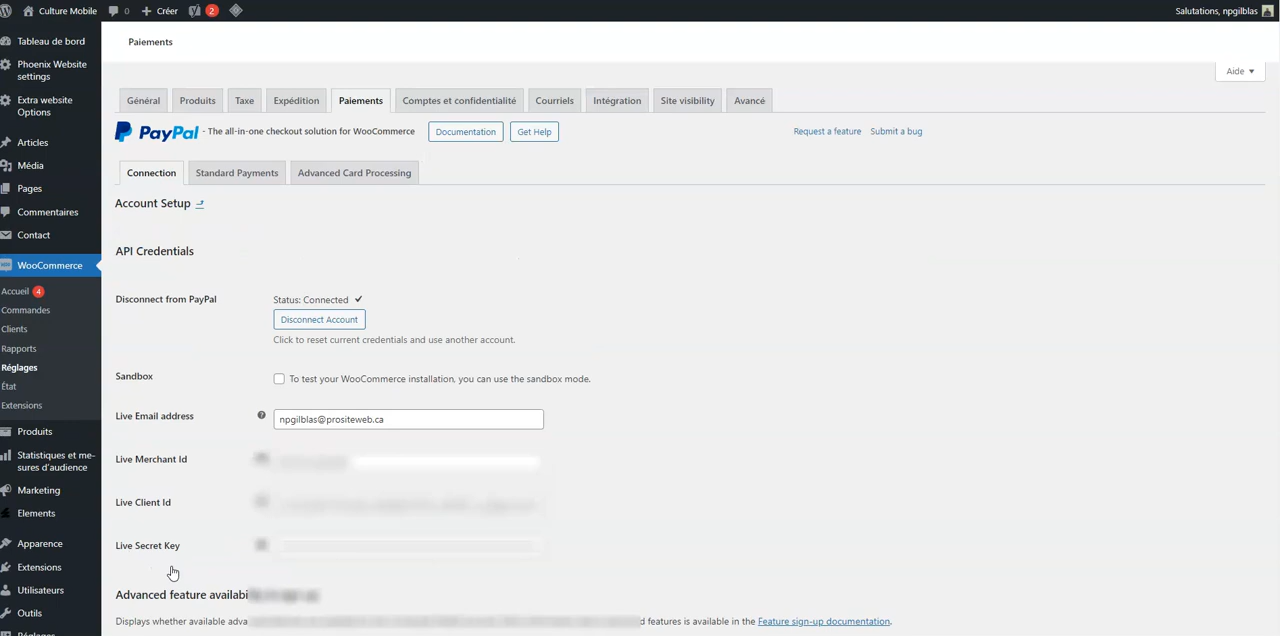 Culture Mobile 0 Créer 2 Salutations, npgilblas
Tableau de bord
Phoenix Website
settings
Extra website
Options
Articles
Média
Pages
Commentaires
Contact
WooCommerce
Accueil 4
Commandes
Clients
Rapports
Réglages
État
Extensions
Produits
Statistiques et me-
sures d'audience
Marketing
Elements
Apparence
Extensions
Utilisateurs
Outils
Réglages
Paiements
Aide
Général Produits Taxe Expédition Paiements Comptes et confidentialité Courriels Intégration Site visibility Avancé
PayPal - The all-in-one checkout solution for WooCommerce Documentation Get Help Request a feature Submit a bug
Connection Standard Payments Advanced Card Processing
Account Setup
API Credentials
Disconnect from PayPal Status: Connected ✔
Disconnect Account
Click to reset current credentials and use another account.
Sandbox To test your WooCommerce installation, you can use the sandbox mode.
Live Email address npgilblas@prositeweb.ca
Live Merchant Id
Live Client Id
Live Secret Key
Advanced feature availabi
Displays whether available adva d features is available in the Feature sign-up documentation.